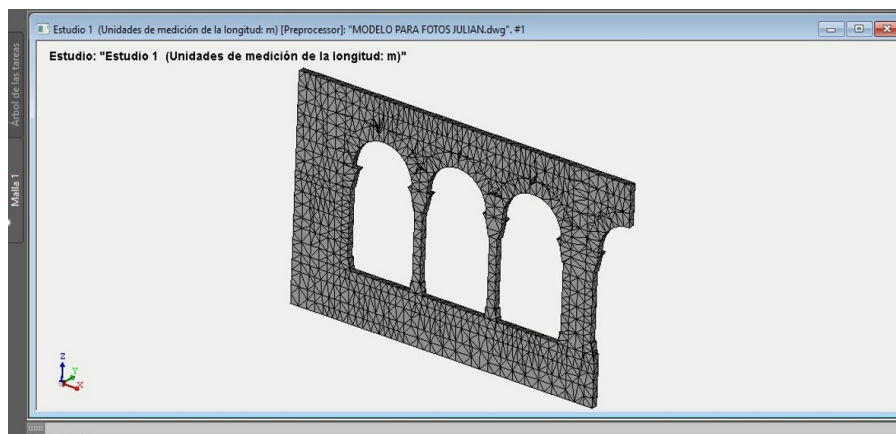 Estudio 1 (Unidades de medición de la longitud: m) [Preprocessor]: "MODELO PARA FOTOS JULIAN.dwg". #1
Estudio: "Estudio 1 (Unidades de medición de la longitud: m)"
Árbol de las tareas
Malla 1
Z
Y
X